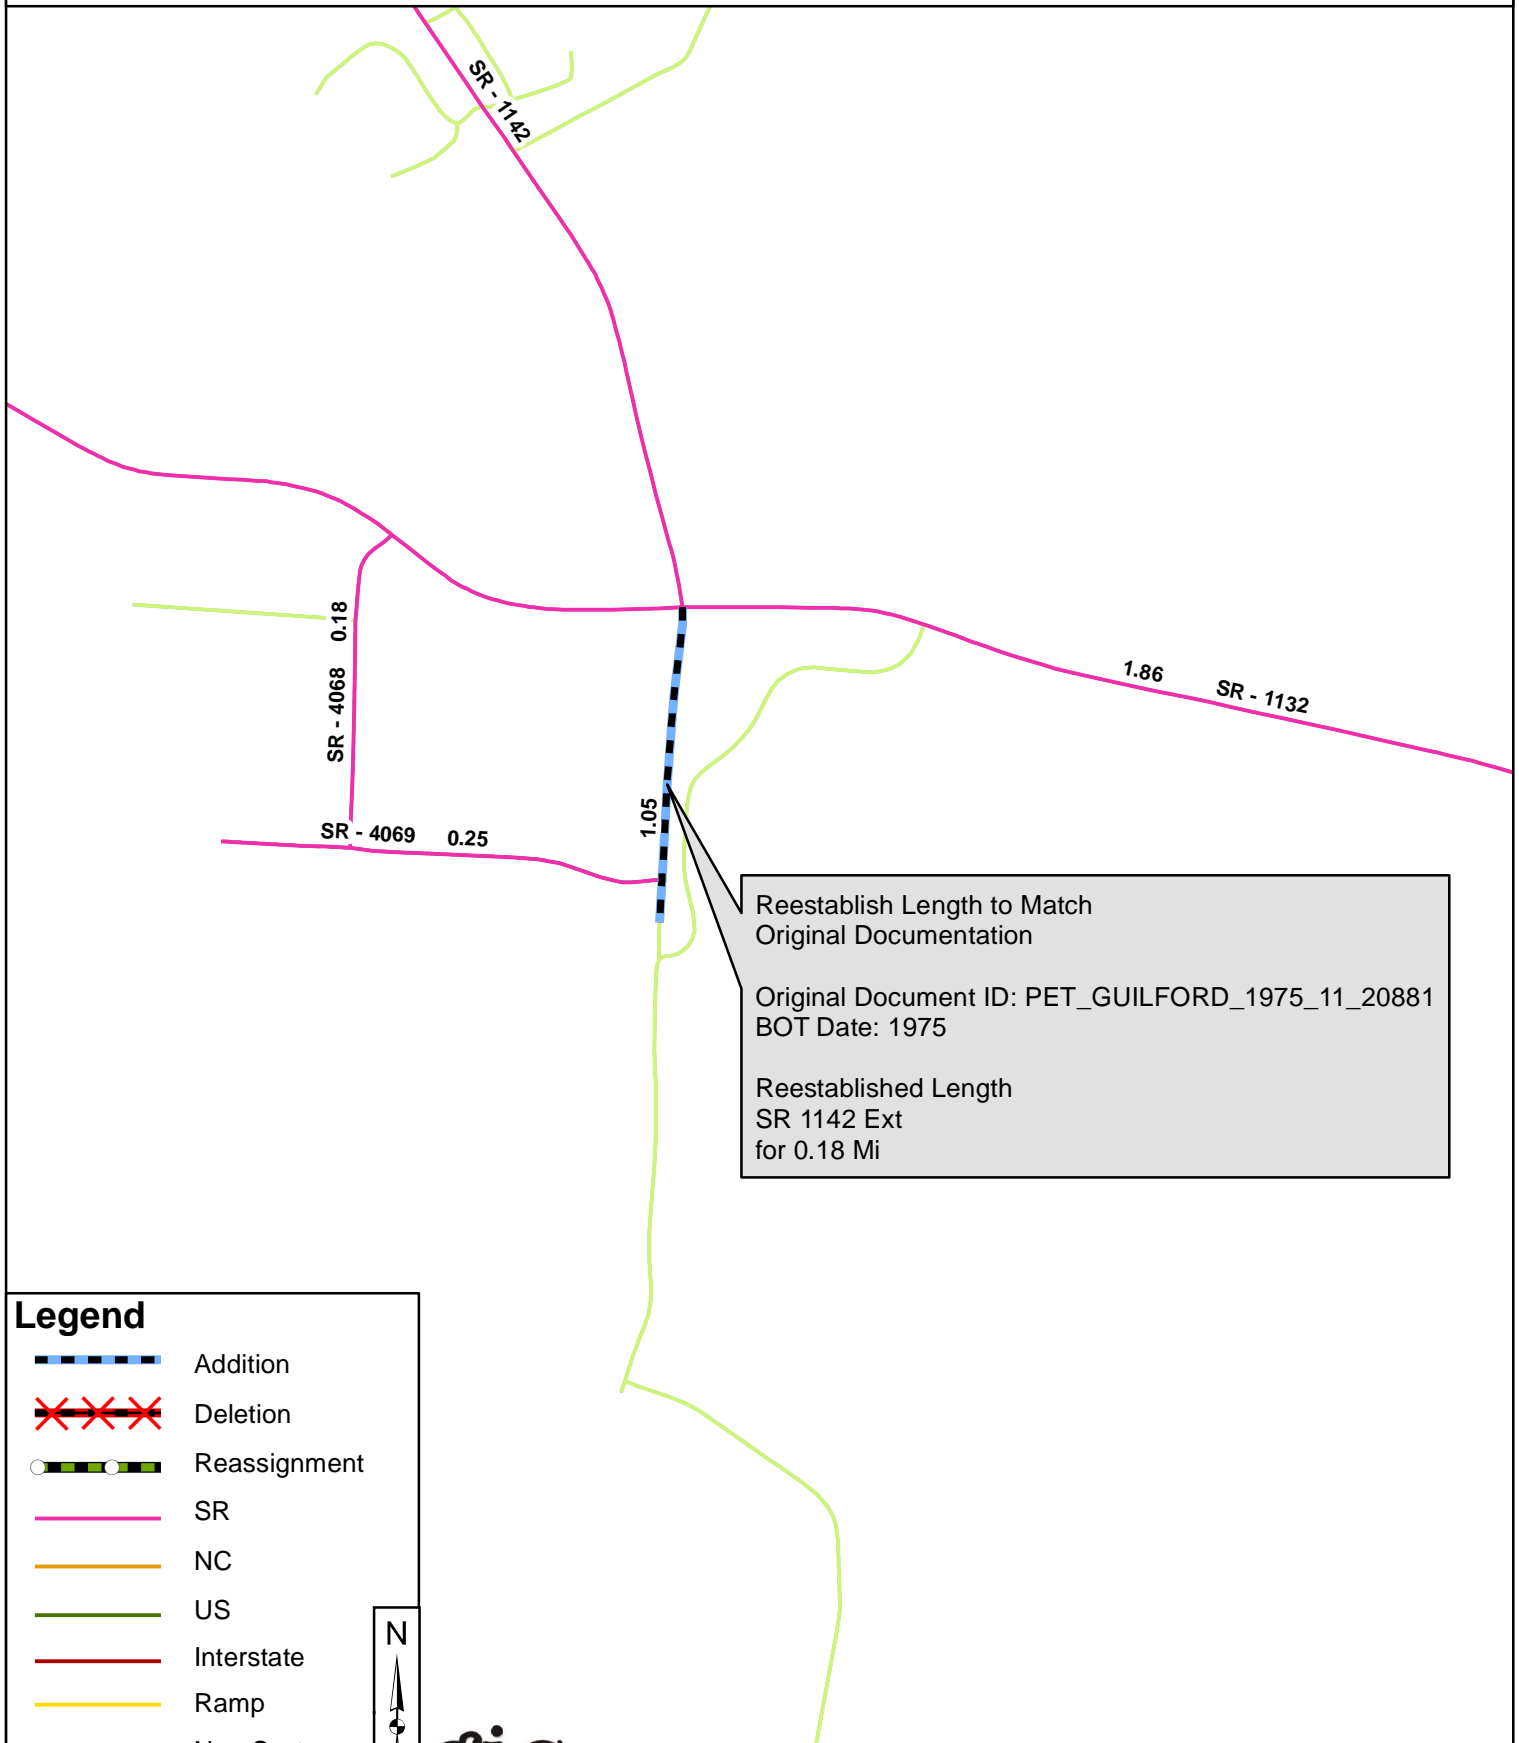 SR - 1142
0.18
SR - 4068
1.86
SR - 1132
1.05
SR - 4069 0.25
Reestablish Length to Match
Original Documentation
Original Document ID: PET_GUILFORD_1975_11_20881
BOT Date: 1975
Reestablished Length
SR 1142 Ext
for 0.18 Mi
Legend
Addition
Deletion
Reassignment
SR
NC
US
Interstate
Ramp
N